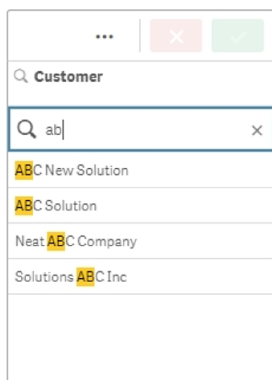 ...
Customer
ab
ABC New Solution
ABC Solution
Neat ABC Company
Solutions ABC Inc